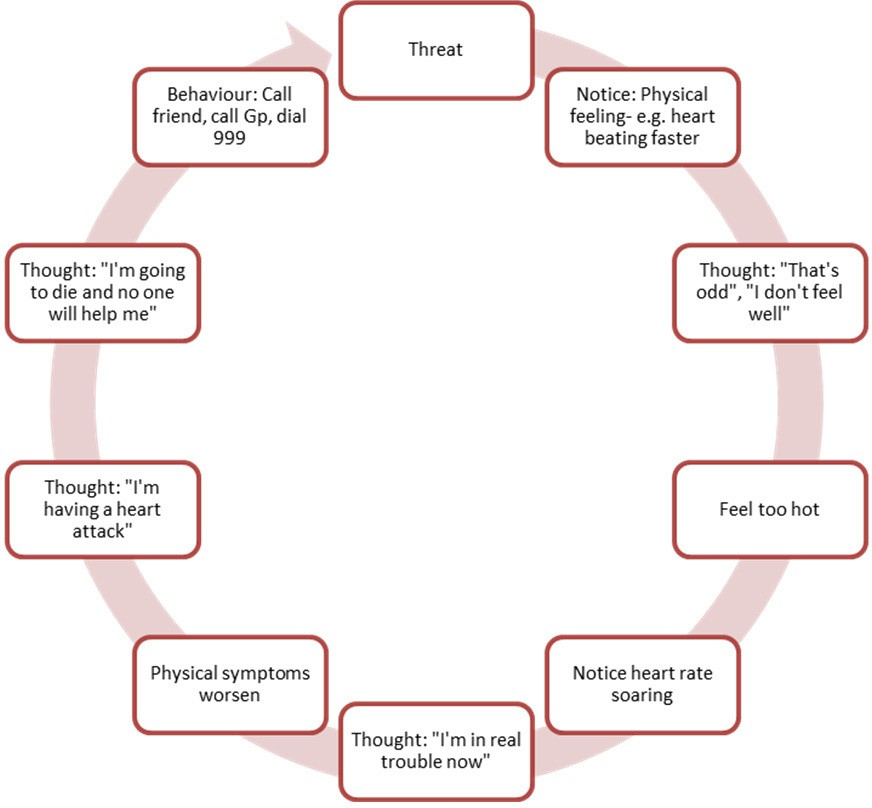 Threat
Notice: Physical
feeling- e.g. heart
beating faster
Thought: "That's
odd", "I don't feel
well"
Feel too hot
Notice heart rate
soaring
Thought: "I'm in real
trouble now"
Physical symptoms
worsen
Thought: "I'm
having a heart
attack"
Thought: "I'm going
to die and no one
will help me"
Behaviour: Call
friend, call Gp, dial
999